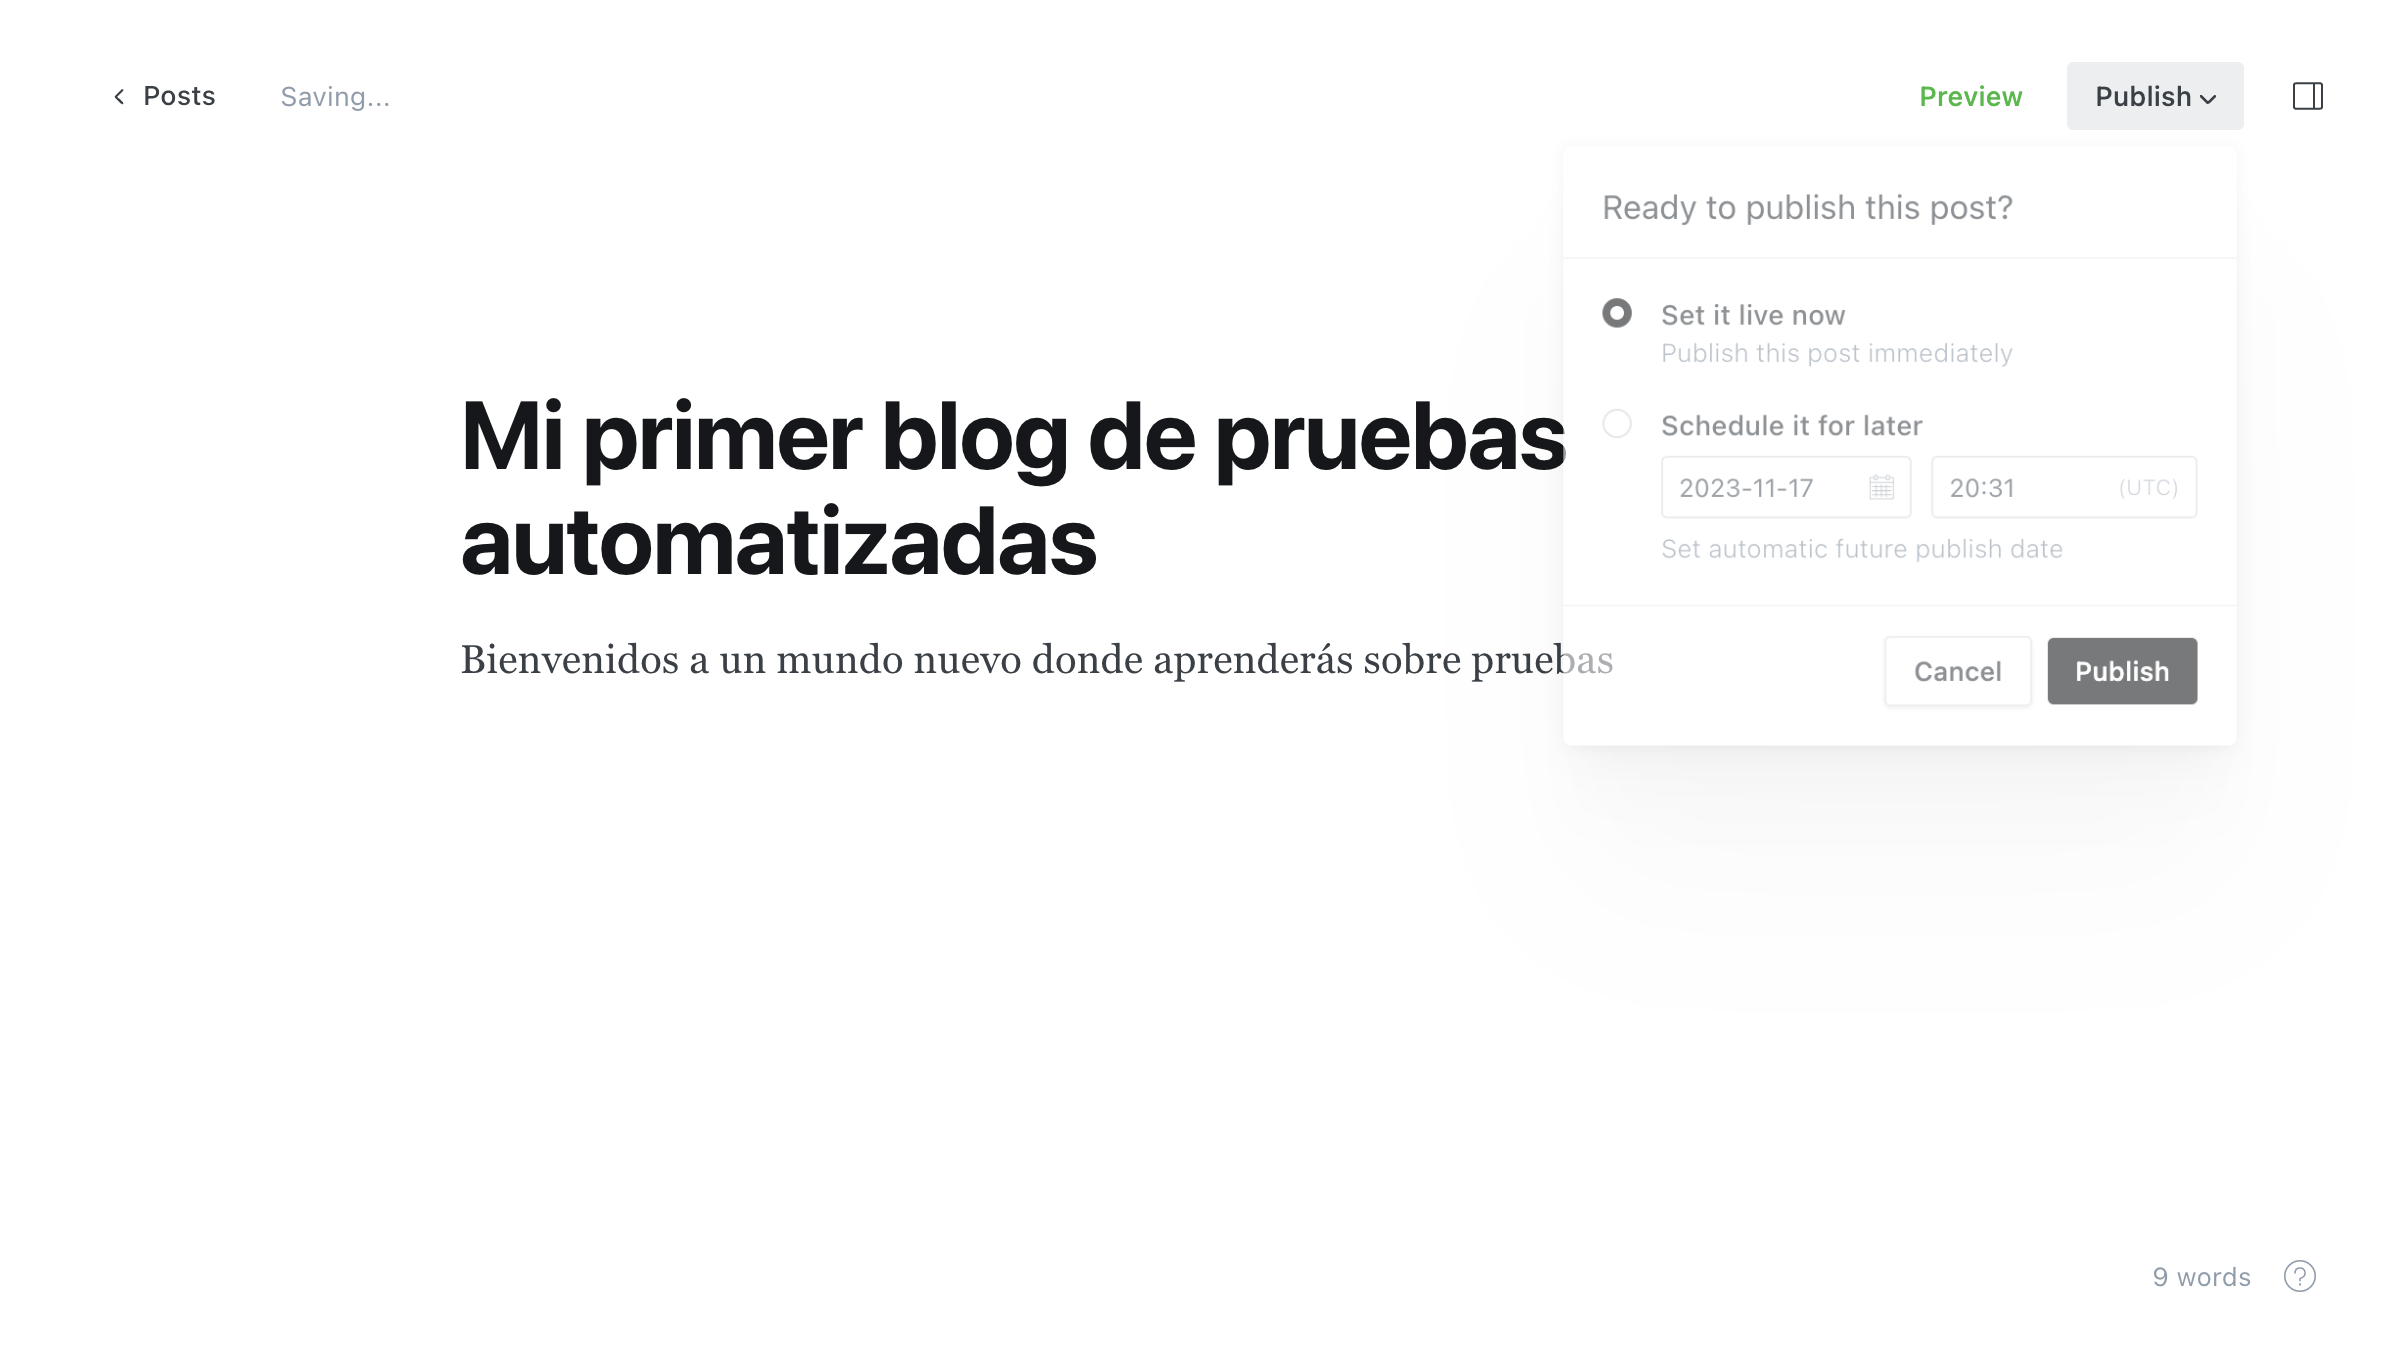 Posts
Saving...
Preview
Publish
Ready to publish this post?
Set it live now
Publish this post immediately
Schedule it for later
2023-11-17
20:31 (UTC)
Set automatic future publish date
Cancel
Publish
Mi primer blog de pruebas
automatizadas
Bienvenidos a un mundo nuevo donde aprenderás sobre pruebas
9 words
?